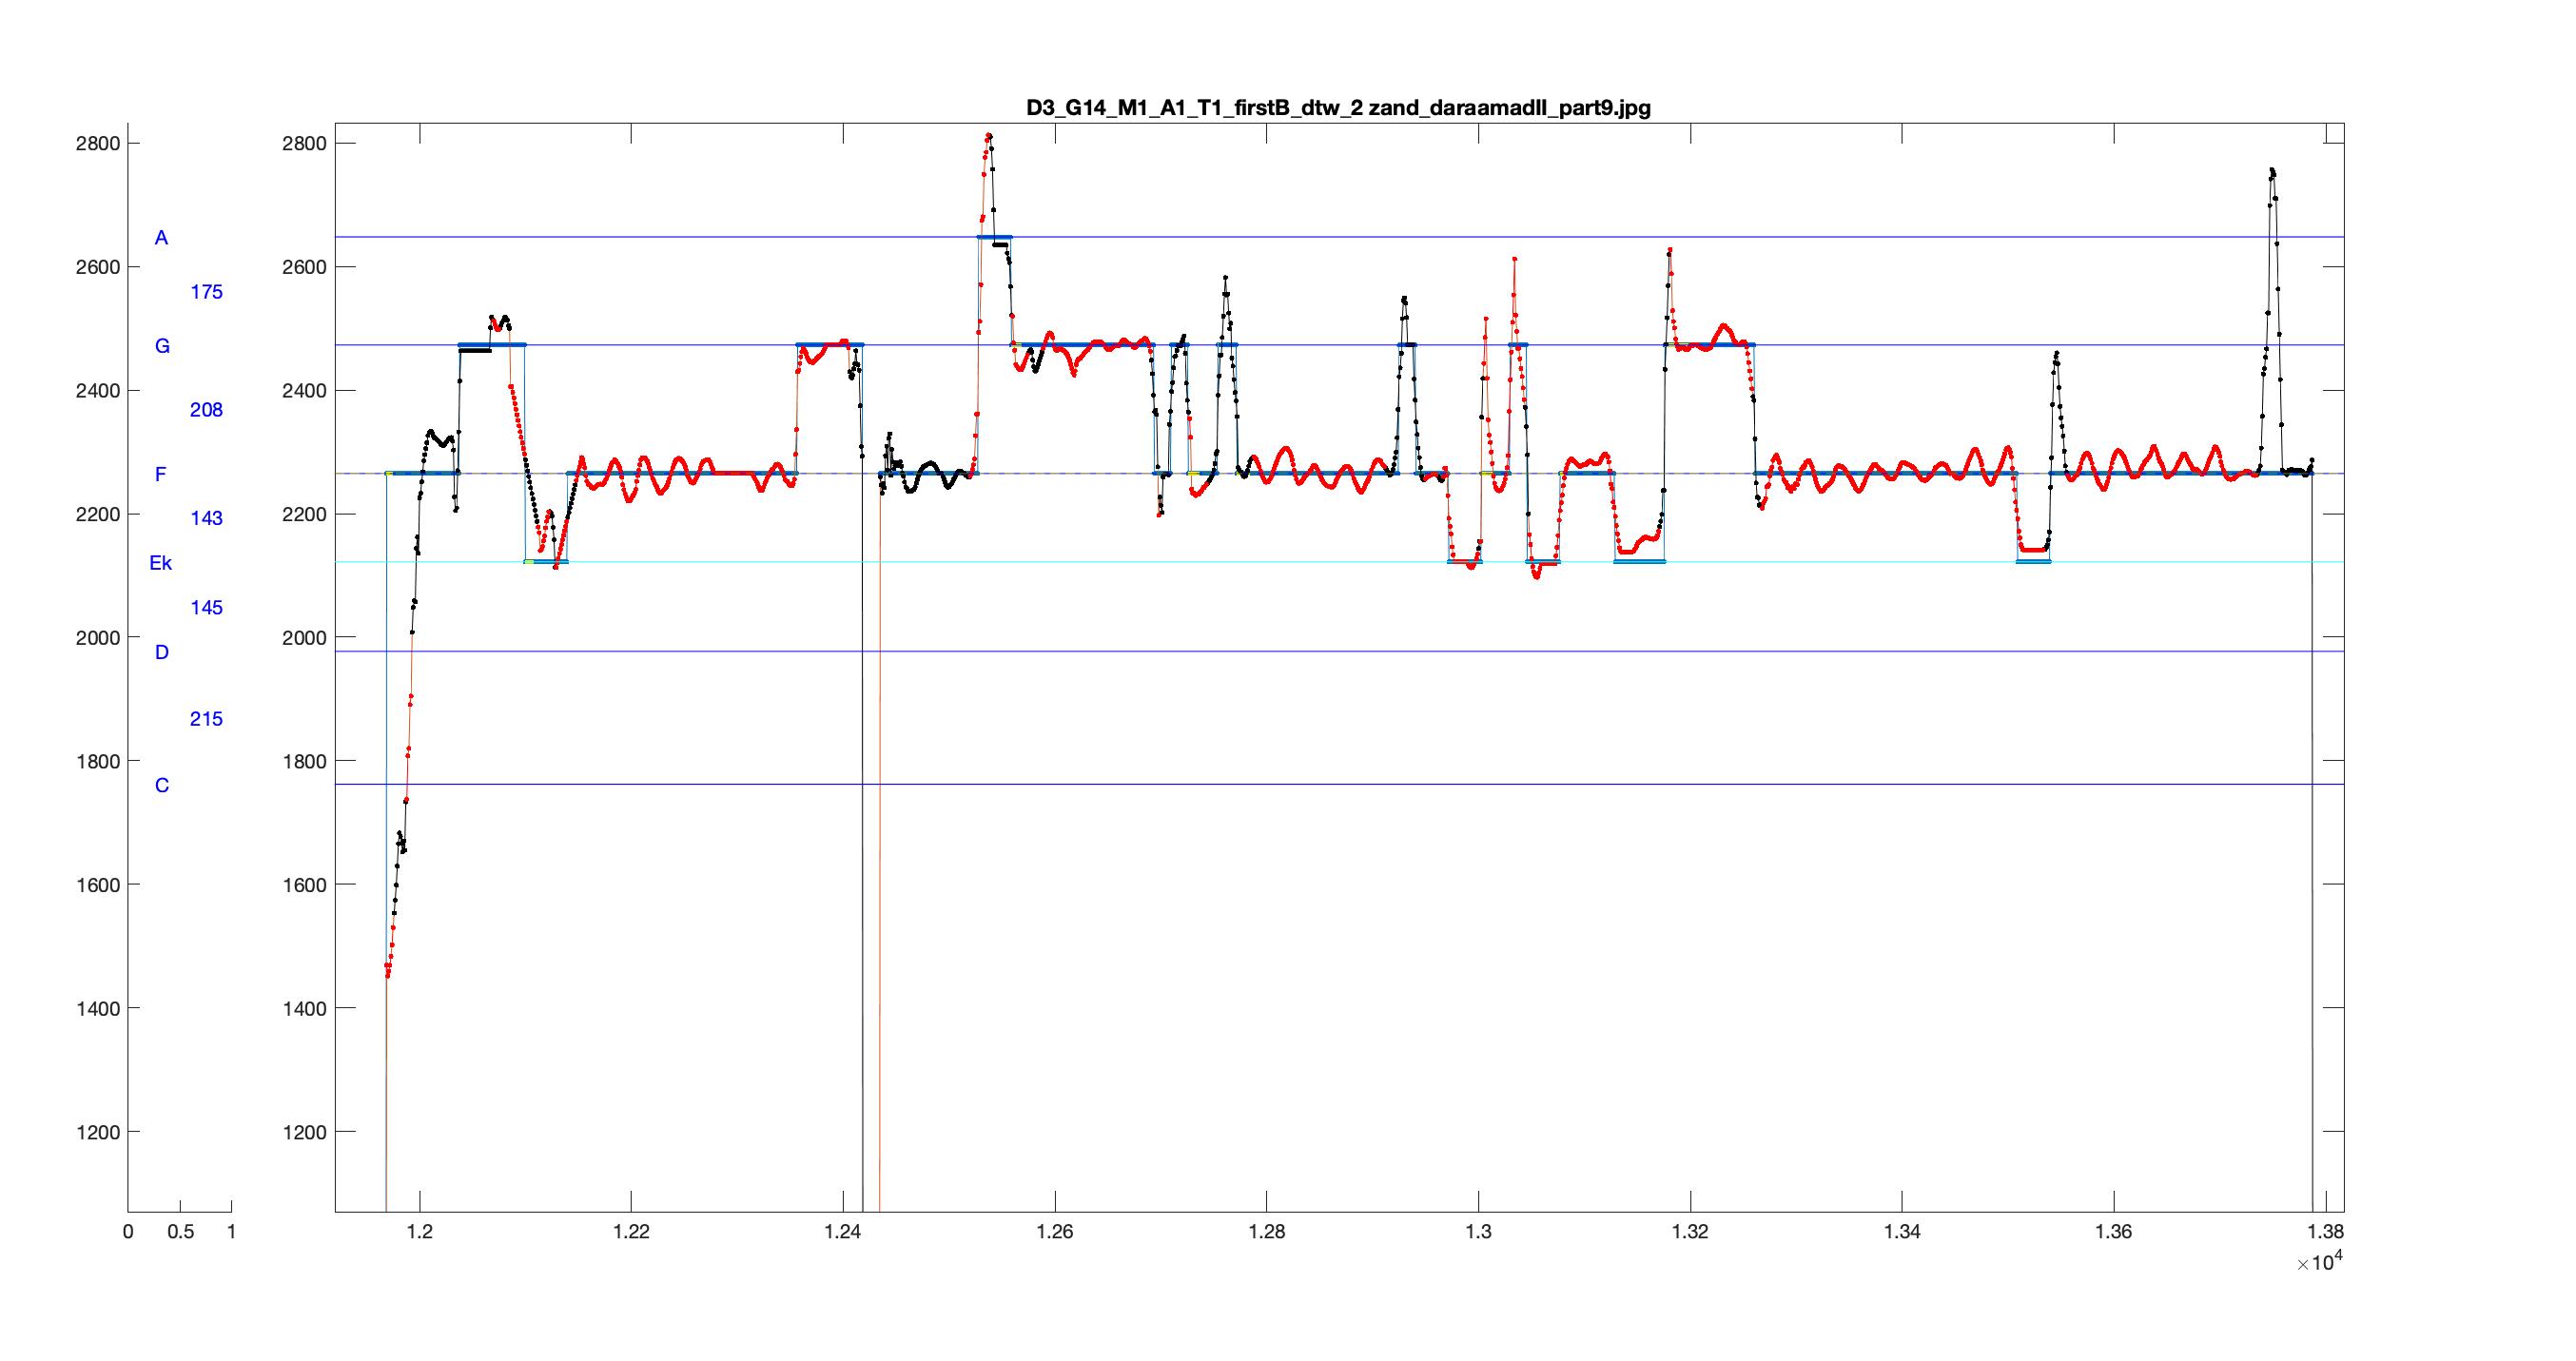 D3_G14_M1_A1_T1_firstB_dtw_2 zand_daraamadII_part9.jpg
2800 2800
A
2600 2600
175
G
2400 2400
208
F
2200 143 2200
Ek
145
2000 2000
D
215
1800 1800
C
1600 1600
1400 1400
1200 1200
0 0.5 1 1.2 1.22 1.24 1.26 1.28 1.3 1.32 1.34 1.36 1.38
×10⁴